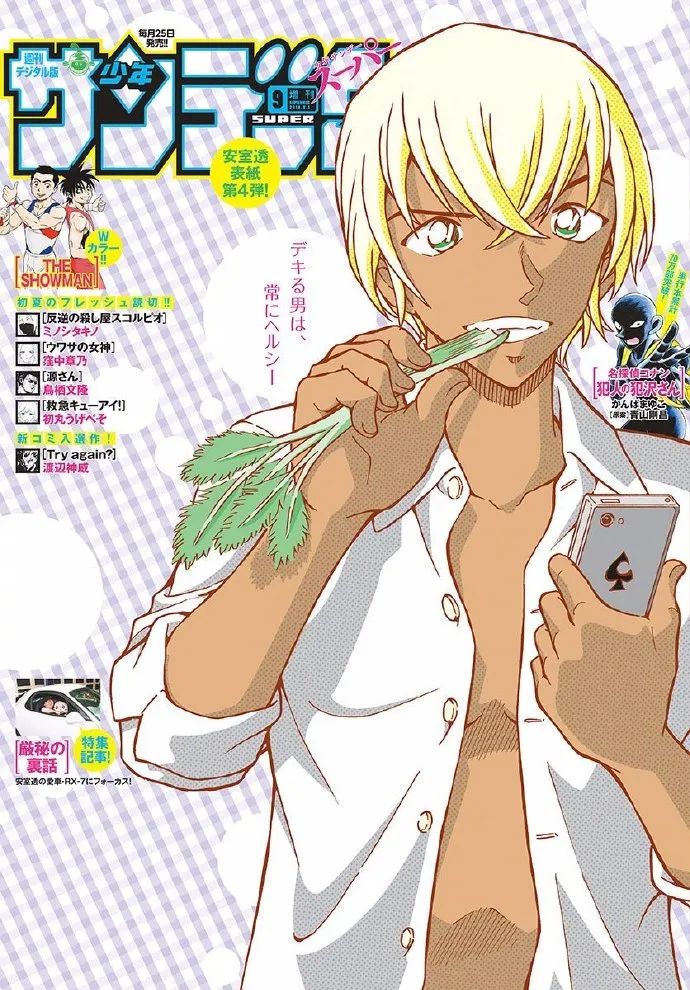 毎月25日
発売!!
週刊
デジタル版
少年
サンデー
スーパー
9
増刊
SUPER
安室透
表紙
第4弾!
Wカラー!!
[THE
SHOWMAN]
初夏のフレッシュ読切!!
[反逆の殺し屋スコルピオ]
ミノシタキノ
[ウワサの女神]
窪中章乃
[源さん]
鳥栖文隆
[救急キューアイ!]
初丸うげべそ
新コミ入選作!
[Try again?]
渡辺神威
デキる男は、
常にヘルシー
単行本累計
突破!
名探偵コナン
[犯人の犯沢さん]
かんばまゆこ
[原案]青山剛昌
[厳秘の
裏話]
特集
記事!
安室透の愛車・RX-7にフォーカス!